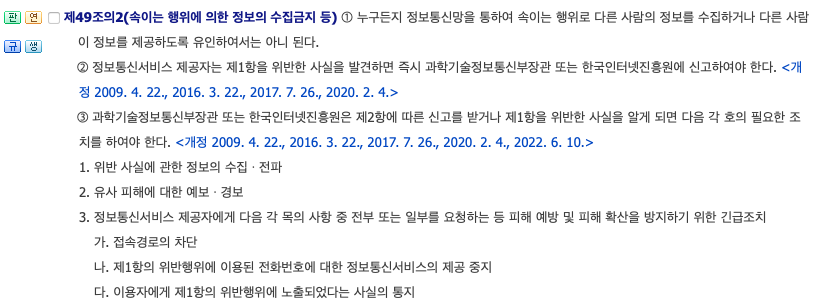 판 연 제49조의2(속이는 행위에 의한 정보의 수집금지 등) ① 누구든지 정보통신망을 통하여 속이는 행위로 다른 사람의 정보를 수집하거나 다른 사람
규 생 이 정보를 제공하도록 유인하여서는 아니 된다.
② 정보통신서비스 제공자는 제1항을 위반한 사실을 발견하면 즉시 과학기술정보통신부장관 또는 한국인터넷진흥원에 신고하여야 한다. <개
정 2009. 4. 22., 2016. 3. 22., 2017. 7. 26., 2020. 2. 4.>
③ 과학기술정보통신부장관 또는 한국인터넷진흥원은 제2항에 따른 신고를 받거나 제1항을 위반한 사실을 알게 되면 다음 각 호의 필요한 조
치를 하여야 한다. <개정 2009. 4. 22., 2016. 3. 22., 2017. 7. 26., 2020. 2. 4., 2022. 6. 10.>
1. 위반 사실에 관한 정보의 수집ㆍ전파
2. 유사 피해에 대한 예보ㆍ경보
3. 정보통신서비스 제공자에게 다음 각 목의 사항 중 전부 또는 일부를 요청하는 등 피해 예방 및 피해 확산을 방지하기 위한 긴급조치
가. 접속경로의 차단
나. 제1항의 위반행위에 이용된 전화번호에 대한 정보통신서비스의 제공 중지
다. 이용자에게 제1항의 위반행위에 노출되었다는 사실의 통지